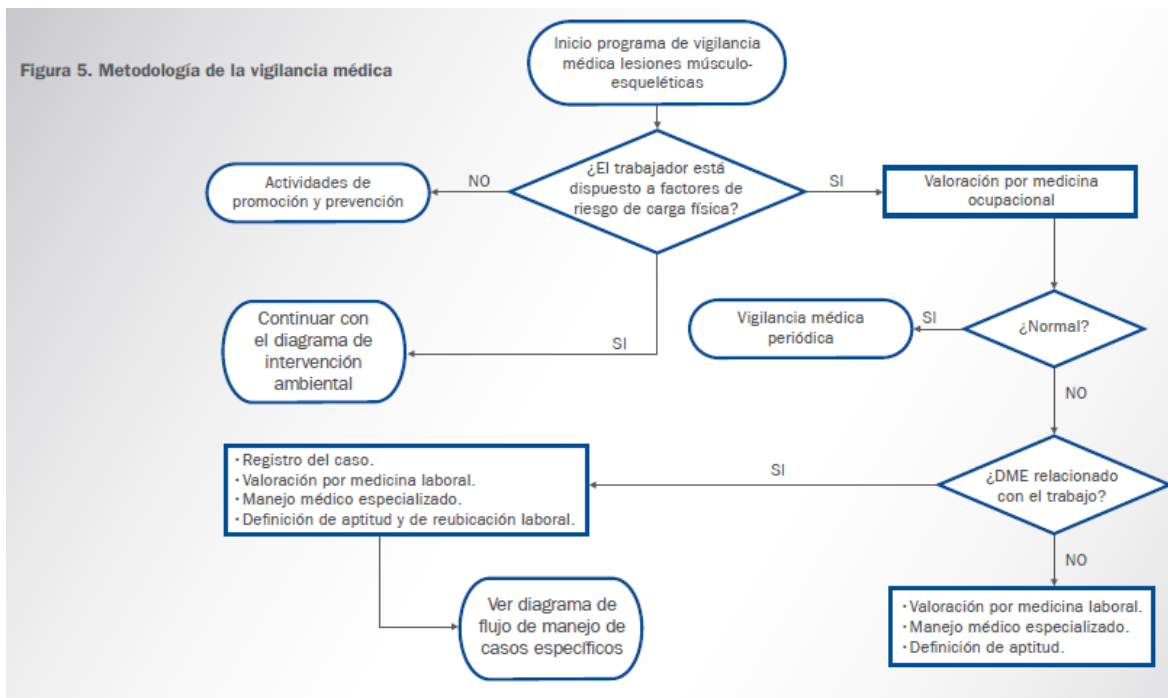 Figura 5. Metodología de la vigilancia médica
Inicio programa de vigilancia
médica lesiones músculo-
esqueléticas
¿El trabajador está
dispuesto a factores de
riesgo de carga física?
NO
Actividades de
promoción y prevención
SI
Valoración por medicina
ocupacional
SI
Continuar con
el diagrama de
intervención
ambiental
¿Normal?
SI
Vigilancia médica
periódica
NO
¿DME relacionado
con el trabajo?
SI
· Registro del caso.
· Valoración por medicina laboral.
· Manejo médico especializado.
· Definición de aptitud y de reubicación laboral.
Ver diagrama de
flujo de manejo de
casos específicos
NO
· Valoración por medicina laboral.
· Manejo médico especializado.
· Definición de aptitud.